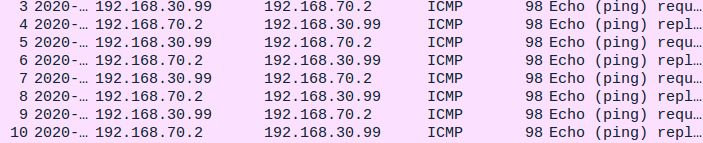 3 2020-… 192.168.30.99 192.168.70.2 ICMP 98 Echo (ping) requ…
4 2020-… 192.168.70.2 192.168.30.99 ICMP 98 Echo (ping) repl…
5 2020-… 192.168.30.99 192.168.70.2 ICMP 98 Echo (ping) requ…
6 2020-… 192.168.70.2 192.168.30.99 ICMP 98 Echo (ping) repl…
7 2020-… 192.168.30.99 192.168.70.2 ICMP 98 Echo (ping) requ…
8 2020-… 192.168.70.2 192.168.30.99 ICMP 98 Echo (ping) repl…
9 2020-… 192.168.30.99 192.168.70.2 ICMP 98 Echo (ping) requ…
10 2020-… 192.168.70.2 192.168.30.99 ICMP 98 Echo (ping) repl…